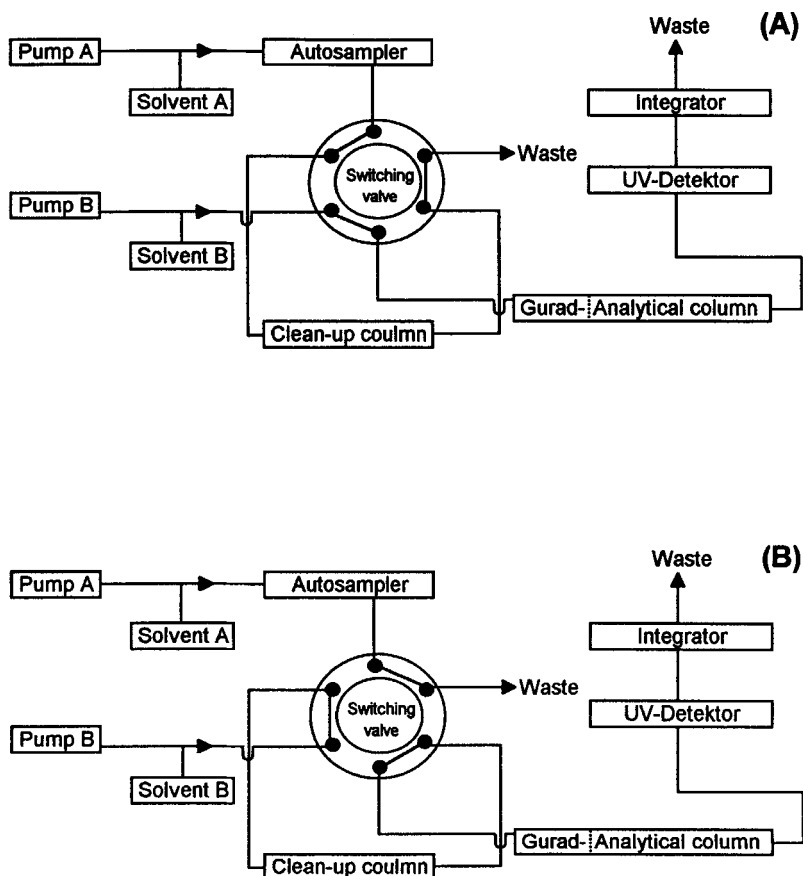 Waste (A)
Pump A Autosampler
Solvent A Integrator
Switching valve Waste
UV-Detektor
Pump B
Solvent B
Gurad- Analytical column
Clean-up coulmn
Waste (B)
Pump A Autosampler
Solvent A Integrator
Switching valve Waste
UV-Detektor
Pump B
Solvent B
Gurad- Analytical column
Clean-up coulmn